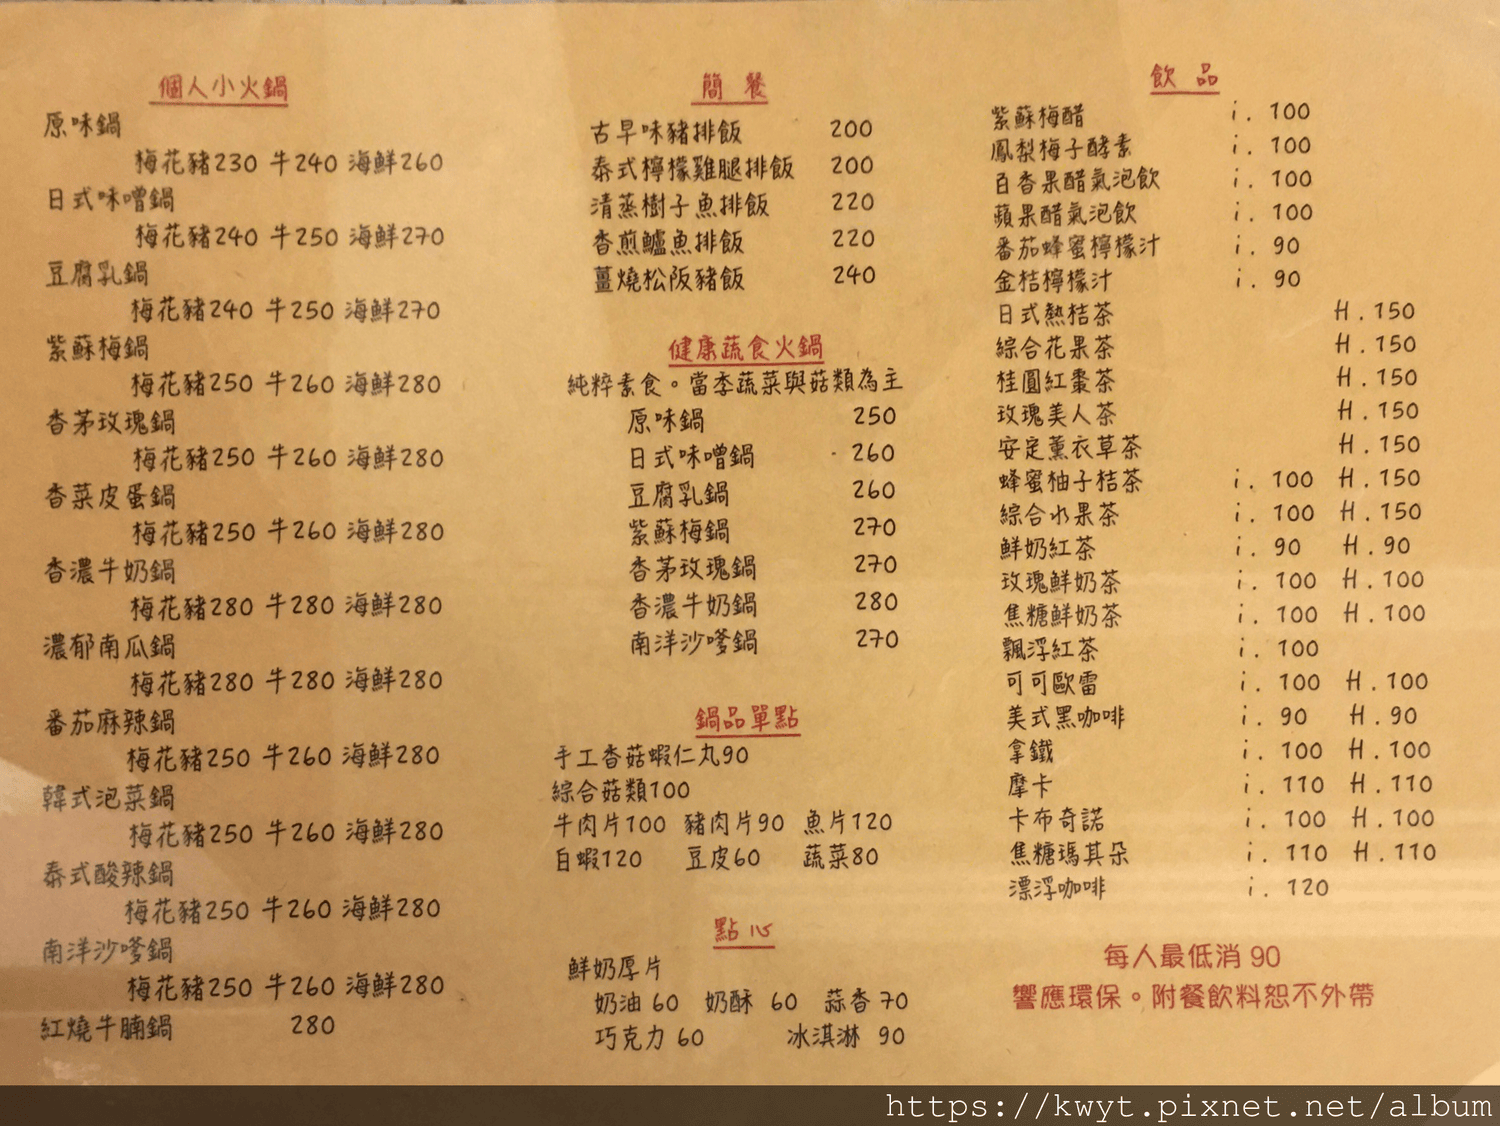 個人小火鍋
原味鍋
梅花豬230 牛240 海鮮260
日式味噌鍋
梅花豬240 牛250 海鮮270
豆腐乳鍋
梅花豬240 牛250 海鮮270
紫蘇梅鍋
梅花豬250 牛260 海鮮280
香茅玫瑰鍋
梅花豬250 牛260 海鮮280
香菜皮蛋鍋
梅花豬250 牛260 海鮮280
香濃牛奶鍋
梅花豬280 牛280 海鮮280
濃郁南瓜鍋
梅花豬280 牛280 海鮮280
番茄麻辣鍋
梅花豬250 牛260 海鮮280
韓式泡菜鍋
梅花豬250 牛260 海鮮280
泰式酸辣鍋
梅花豬250 牛260 海鮮280
南洋沙嗲鍋
梅花豬250 牛260 海鮮280
紅燒牛腩鍋 280
簡 餐
古早味豬排飯 200
泰式檸檬雞腿排飯 200
清蒸樹子魚排飯 220
香煎鱸魚排飯 220
薑燒松阪豬飯 240
健康蔬食火鍋
純粹素食。當季蔬菜與菇類為主
原味鍋 250
日式味噌鍋 260
豆腐乳鍋 260
紫蘇梅鍋 270
香茅玫瑰鍋 270
香濃牛奶鍋 280
南洋沙嗲鍋 270
鍋品單點
手工香菇蝦仁丸90
綜合菇類100
牛肉片100 豬肉片90 魚片120
白蝦120 豆皮60 蔬菜80
點心
鮮奶厚片
奶油 60 奶酥 60 蒜香 70
巧克力 60 冰淇淋 90
飲 品
紫蘇梅醋 i. 100
鳳梨梅子酵素 i. 100
百香果醋氣泡飲 i. 100
蘋果醋氣泡飲 i. 100
番茄蜂蜜檸檬汁 i. 90
金桔檸檬汁 i. 90
日式熱桔茶 H.150
綜合花果茶 H.150
桂圓紅棗茶 H.150
玫瑰美人茶 H.150
安定薰衣草茶 H.150
蜂蜜柚子桔茶 i. 100 H.150
綜合水果茶 i. 100 H.150
鮮奶紅茶 i. 90 H.90
玫瑰鮮奶茶 i. 100 H.100
焦糖鮮奶茶 i. 100 H.100
飄浮紅茶 i. 100
可可歐雷 i. 100 H.100
美式黑咖啡 i. 90 H.90
拿鐵 i. 100 H.100
摩卡 i. 110 H.110
卡布奇諾 i. 100 H.100
焦糖瑪其朵 i. 110 H.110
漂浮咖啡 i. 120
每人最低消 90
響應環保。附餐飲料恕不外帶
https://kwyt.pixnet.net/album